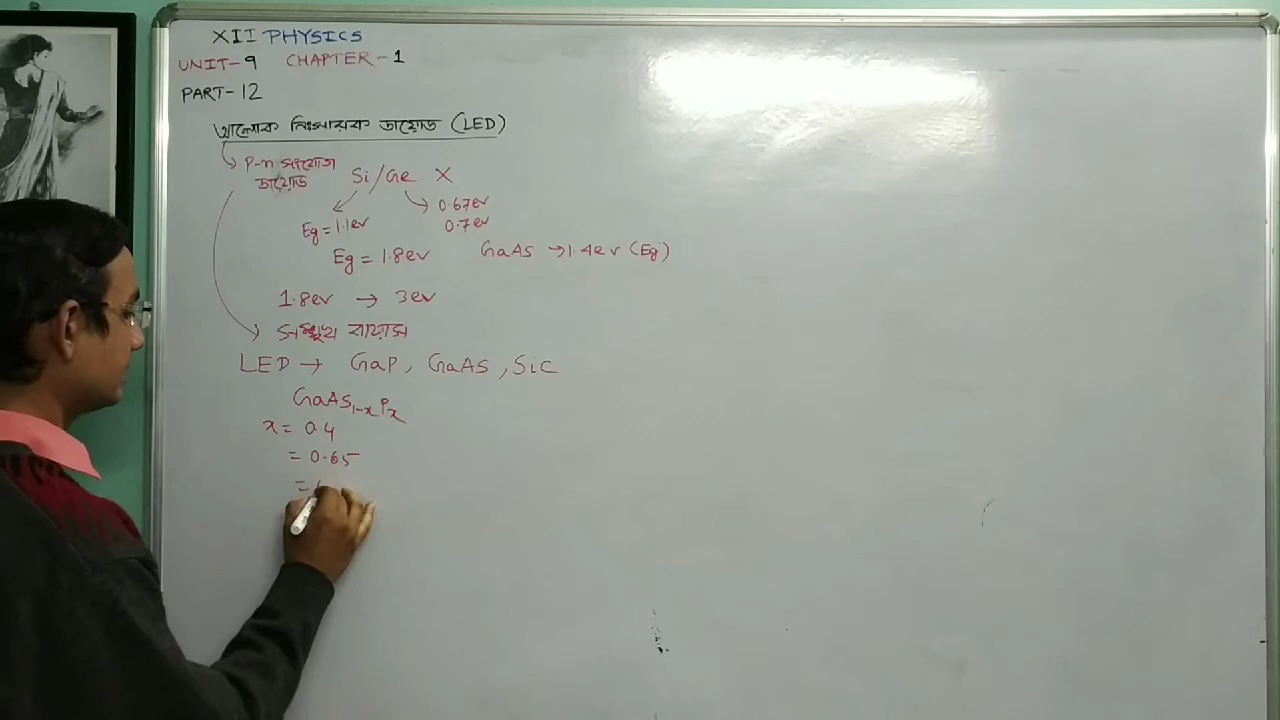 XII PHYSICS
UNIT-9 CHAPTER-1
PART-12
আলোক নিঃসারক ডায়োড (LED)
P-n সংযোগ
ডায়োড Si/Ge X
0.67ev
Eg=1.1ev 0.7ev
Eg = 1.8ev GaAs →1.4ev (Eg)
1.8ev → 3ev
সম্মুখ বায়াস
LED → GaP, GaAs, SiC
GaAs1-xPx
x = 0.4
= 0.65
=